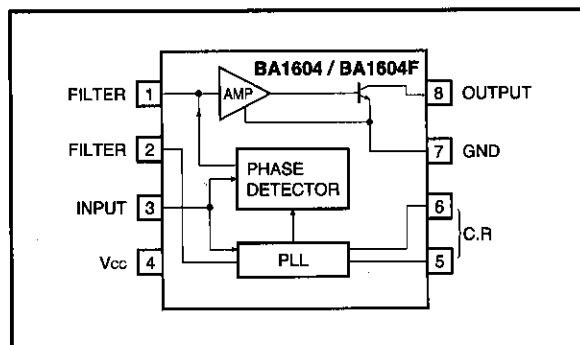 BA1604 / BA1604F
FILTER 1
AMP
8 OUTPUT
FILTER 2
7 GND
PHASE
DETECTOR
INPUT 3
6
C.R
Vcc 4
PLL
5